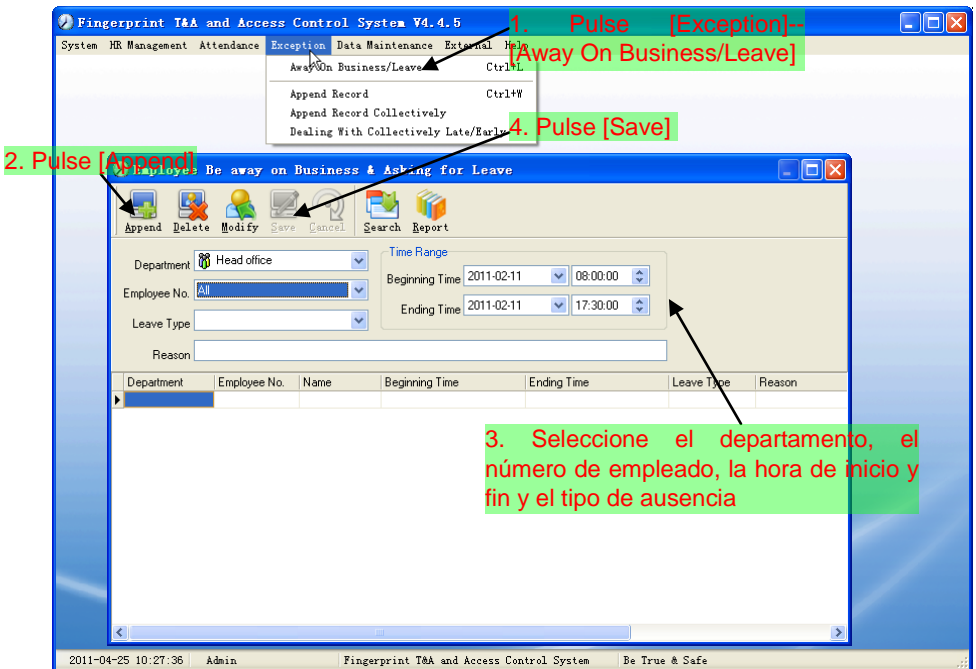 Fingerprint T&A and Access Control System V4.4.5
1. Pulse [Exception]--
[Away On Business/Leave]
System HR Management Attendance Exception Data Maintenance External Help
Away On Business/Leave Ctrl+L
Append Record Ctrl+W
Append Record Collectively
Dealing With Collectively Late/Early
4. Pulse [Save]
2. Pulse [Append]
Employee Be away on Business & Asking for Leave
Append Delete Modify Save Cancel Search Report
Department Head office
Employee No. All
Leave Type
Reason
Time Range
Beginning Time 2011-02-11 08:00:00
Ending Time 2011-02-11 17:30:00
Department Employee No. Name Beginning Time Ending Time Leave Type Reason
3. Seleccione el departamento, el
número de empleado, la hora de inicio y
fin y el tipo de ausencia
2011-04-25 10:27:36 Admin Fingerprint T&A and Access Control System Be True & Safe